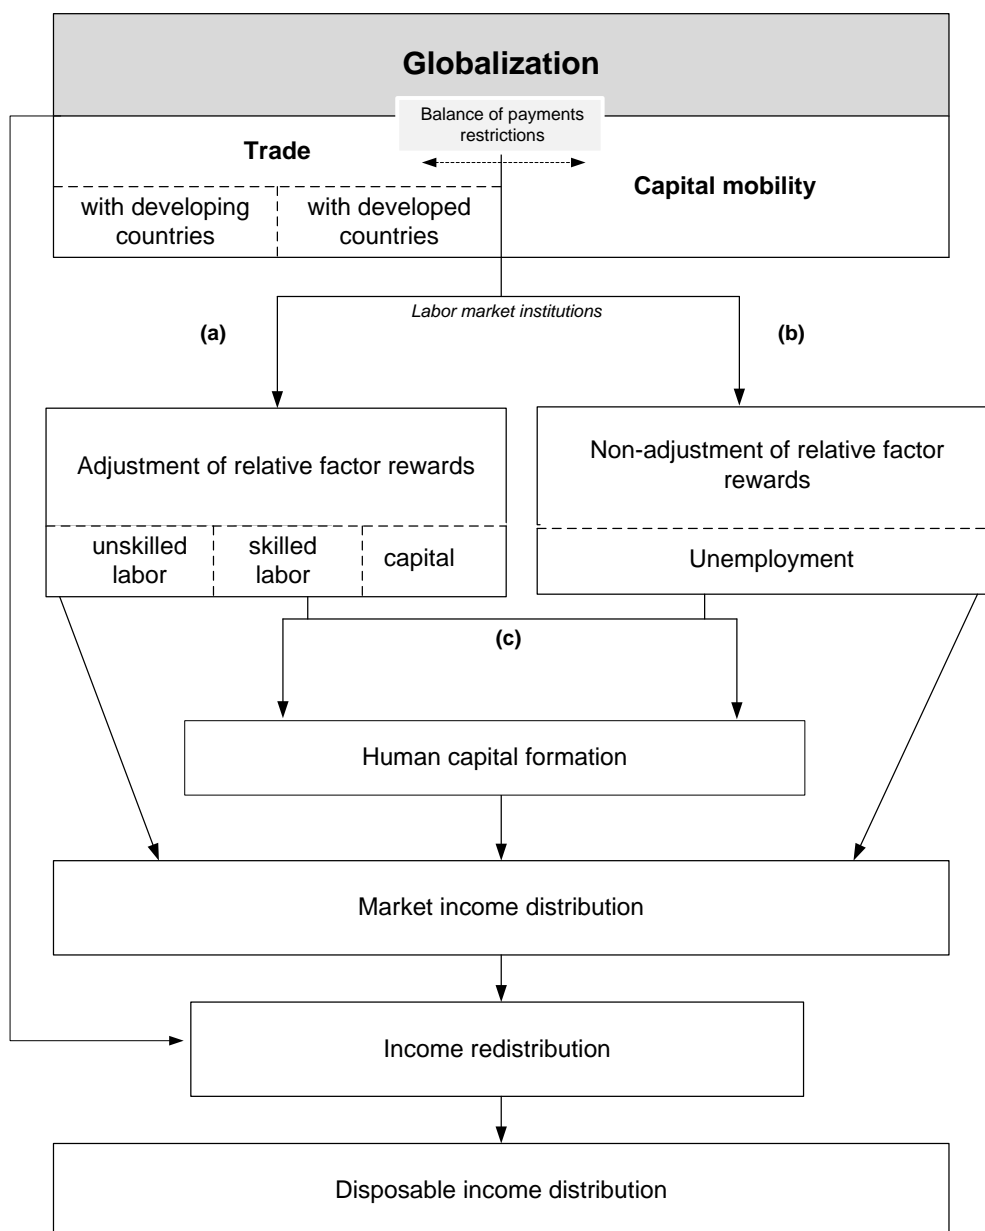 Globalization
Balance of payments
restrictions
Trade
Capital mobility
with developing
countries
with developed
countries
Labor market institutions
(a)
(b)
Adjustment of relative factor rewards
Non-adjustment of relative factor
rewards
unskilled
labor
skilled
labor
capital
Unemployment
(c)
Human capital formation
Market income distribution
Income redistribution
Disposable income distribution